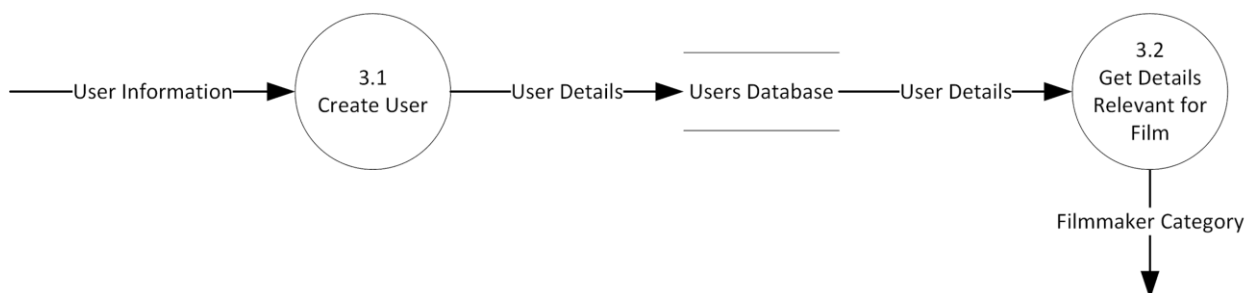 User Information
3.1
Create User
User Details
Users Database
User Details
3.2
Get Details
Relevant for
Film
Filmmaker Category